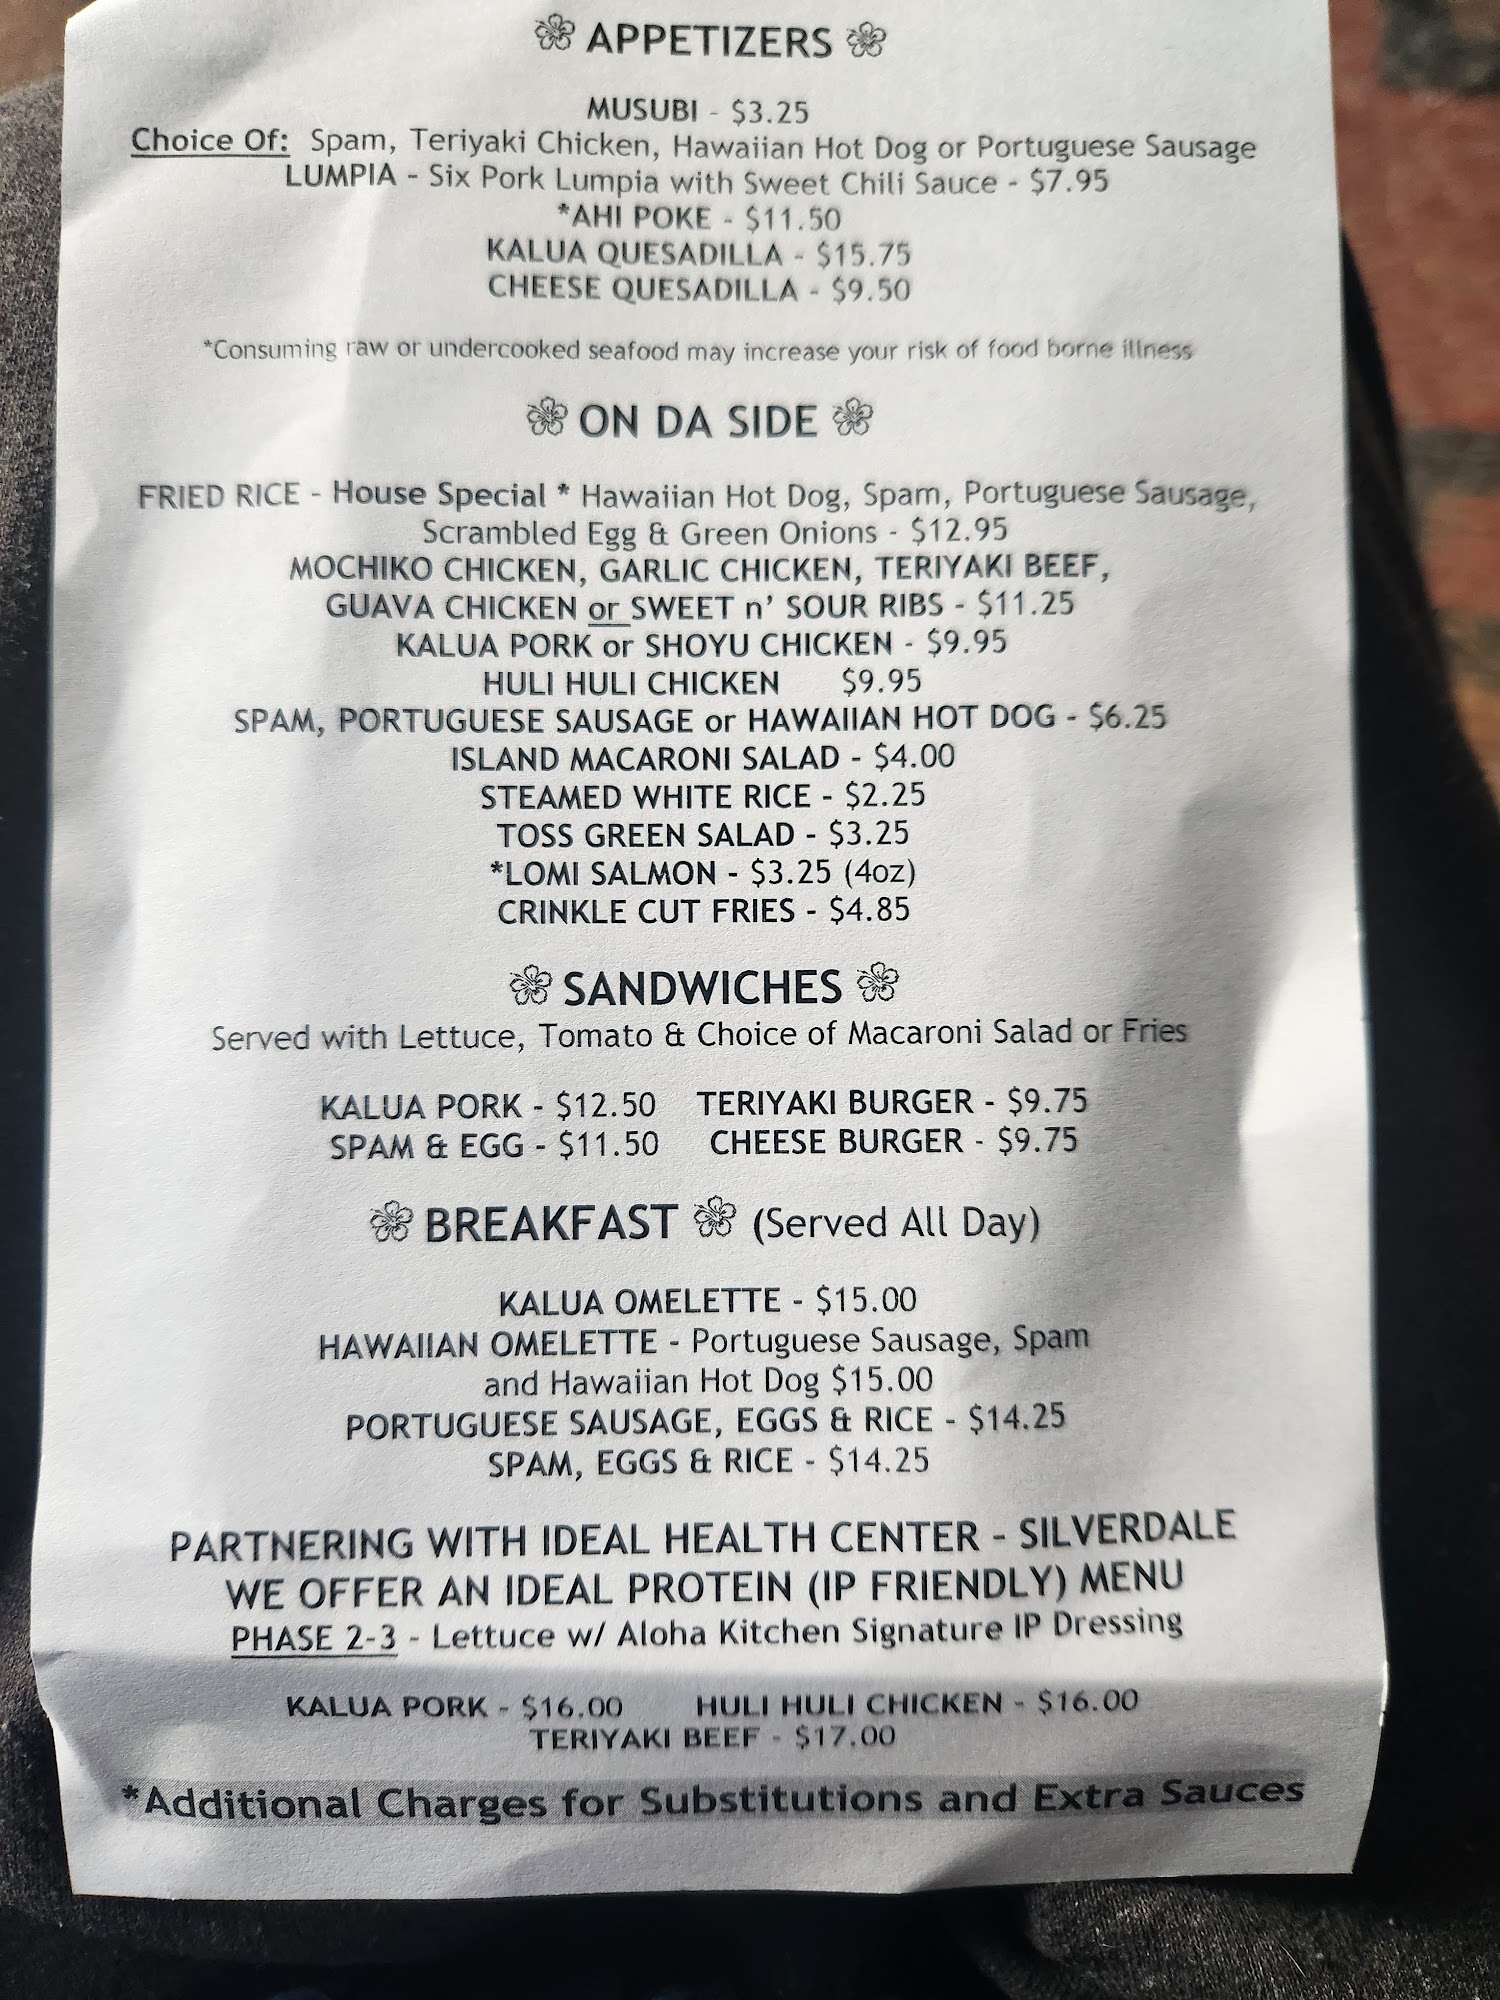 APPETIZERS
MUSUBI - $3.25
Choice Of: Spam, Teriyaki Chicken, Hawaiian Hot Dog or Portuguese Sausage
LUMPIA - Six Pork Lumpia with Sweet Chili Sauce - $7.95
*AHI POKE - $11.50
KALUA QUESADILLA - $15.75
CHEESE QUESADILLA - $9.50
*Consuming raw or undercooked seafood may increase your risk of food borne illness
ON DA SIDE
FRIED RICE - House Special * Hawaiian Hot Dog, Spam, Portuguese Sausage,
Scrambled Egg & Green Onions - $12.95
MOCHIKO CHICKEN, GARLIC CHICKEN, TERIYAKI BEEF,
GUAVA CHICKEN or SWEET n' SOUR RIBS - $11.25
KALUA PORK or SHOYU CHICKEN - $9.95
HULI HULI CHICKEN $9.95
SPAM, PORTUGUESE SAUSAGE or HAWAIIAN HOT DOG - $6.25
ISLAND MACARONI SALAD - $4.00
STEAMED WHITE RICE - $2.25
TOSS GREEN SALAD - $3.25
*LOMI SALMON - $3.25 (4oz)
CRINKLE CUT FRIES - $4.85
SANDWICHES
Served with Lettuce, Tomato & Choice of Macaroni Salad or Fries
KALUA PORK - $12.50 TERIYAKI BURGER - $9.75
SPAM & EGG - $11.50 CHEESE BURGER - $9.75
BREAKFAST (Served All Day)
KALUA OMELETTE - $15.00
HAWAIIAN OMELETTE - Portuguese Sausage, Spam
and Hawaiian Hot Dog $15.00
PORTUGUESE SAUSAGE, EGGS & RICE - $14.25
SPAM, EGGS & RICE - $14.25
PARTNERING WITH IDEAL HEALTH CENTER - SILVERDALE
WE OFFER AN IDEAL PROTEIN (IP FRIENDLY) MENU
PHASE 2-3 - Lettuce w/ Aloha Kitchen Signature IP Dressing
KALUA PORK - $16.00 HULI HULI CHICKEN - $16.00
TERIYAKI BEEF - $17.00
*Additional Charges for Substitutions and Extra Sauces